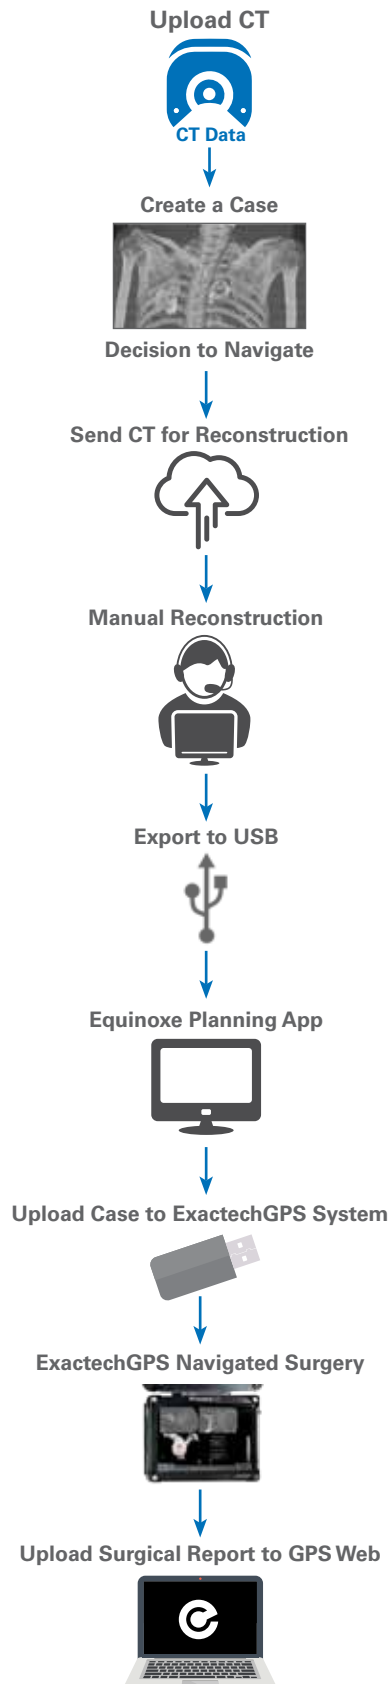 Upload CT
CT Data
Create a Case
Decision to Navigate
Send CT for Reconstruction
Manual Reconstruction
Export to USB
Equinoxe Planning App
Upload Case to ExactechGPS System
ExactechGPS Navigated Surgery
Upload Surgical Report to GPS Web